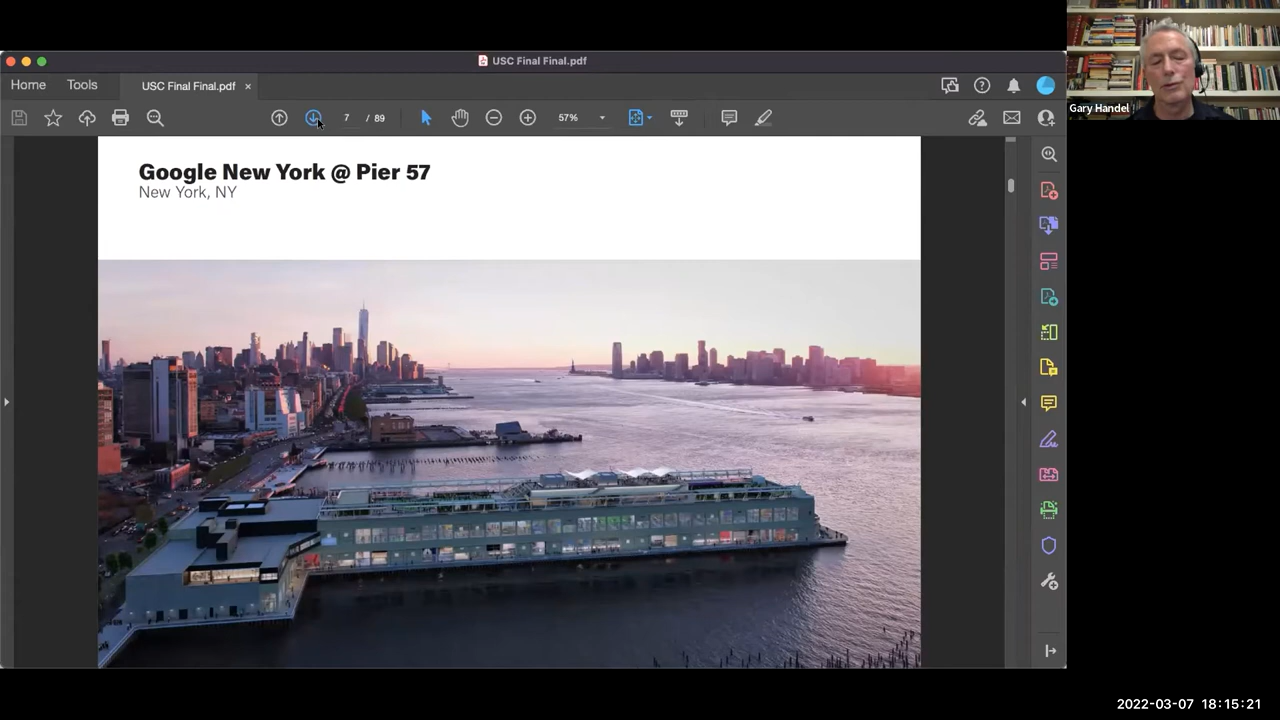 USC Final Final.pdf
Home
Tools
USC Final Final.pdf ×
7 / 89
57%
Gary Handel
Google New York @ Pier 57
New York, NY
2022-03-07 18:15:21